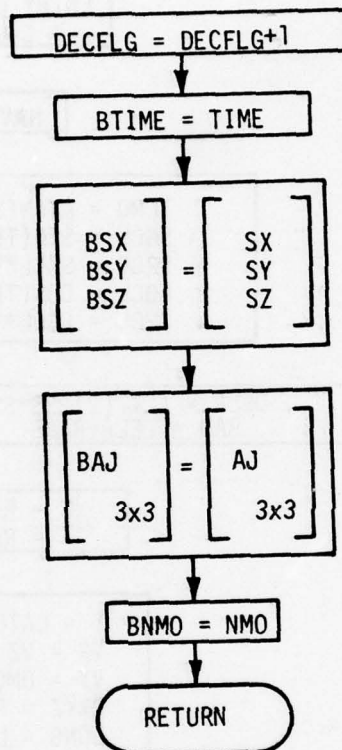 DECFLG = DECFLG+1
BTIME = TIME
BSX = SX
BSY SY
BSZ SZ
BAJ = AJ
3x3 3x3
BNMO = NMO
RETURN